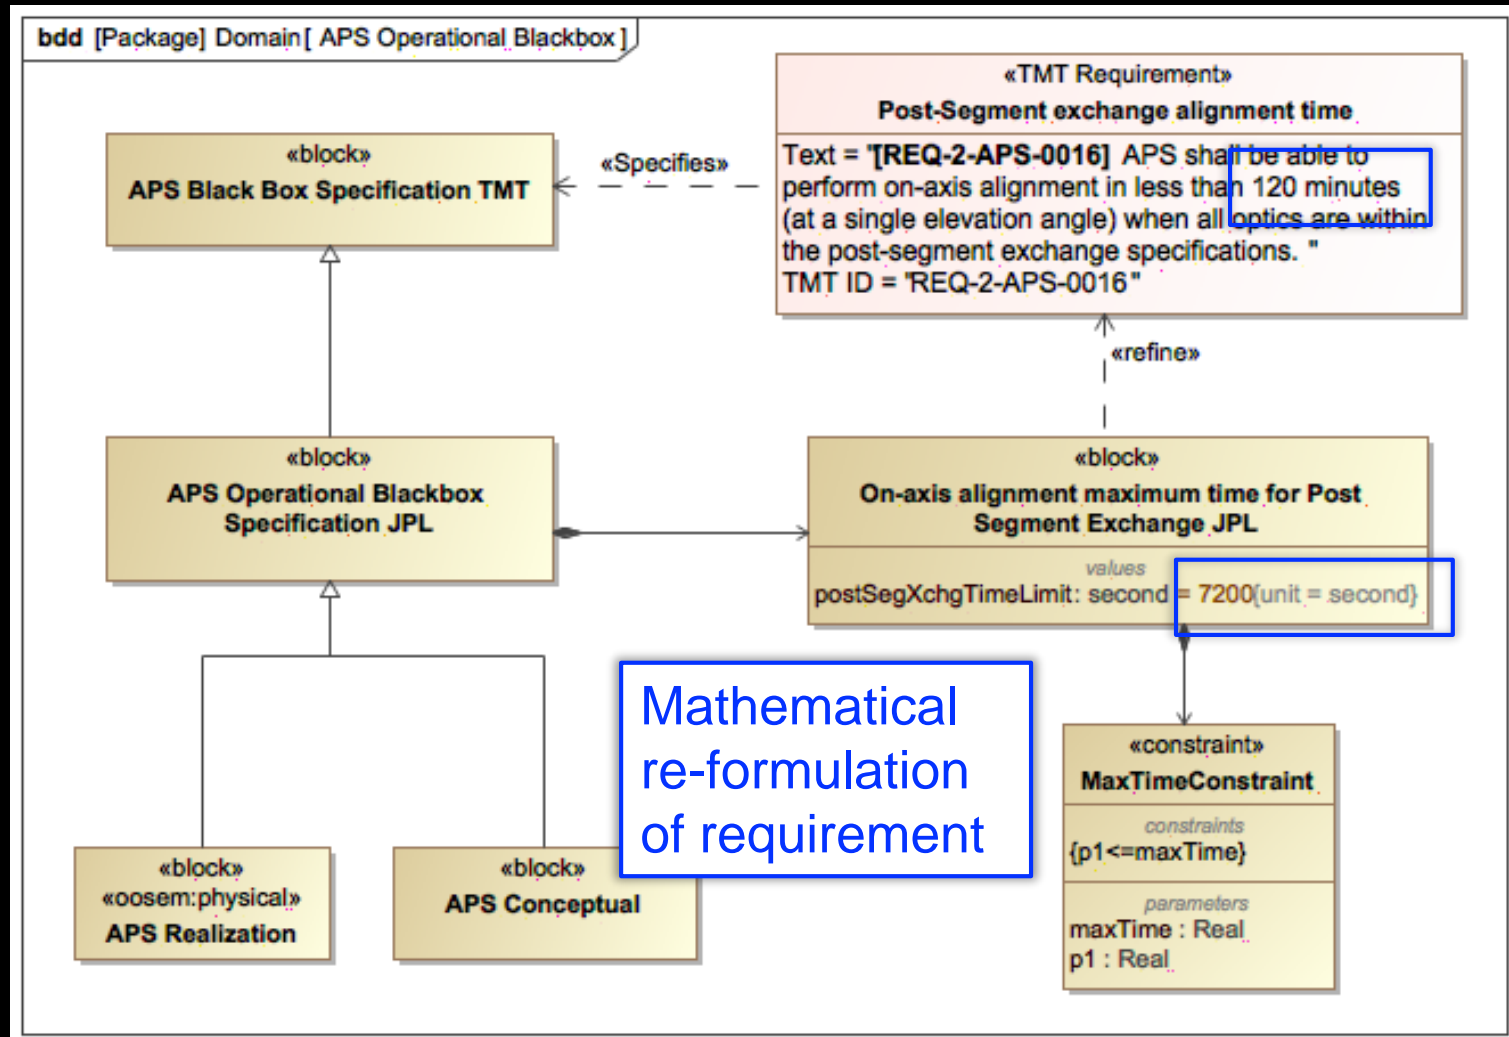 bdd [Package] Domain[ APS Operational Blackbox ]
«TMT Requirement»
Post-Segment exchange alignment time
Text = "[REQ-2-APS-0016] APS shall be able to
perform on-axis alignment in less than 120 minutes
(at a single elevation angle) when all optics are within
the post-segment exchange specifications. "
TMT ID = "REQ-2-APS-0016"
«block»
APS Black Box Specification TMT
«Specifies»
«refine»
«block»
APS Operational Blackbox
Specification JPL
«block»
On-axis alignment maximum time for Post
Segment Exchange JPL
values
postSegXchgTimeLimit: second = 7200{unit = second}
Mathematical
re-formulation
of requirement
«constraint»
MaxTimeConstraint
constraints
{p1<=maxTime}
parameters
maxTime : Real
p1 : Real
«block»
«oosem:physical»
APS Realization
«block»
APS Conceptual